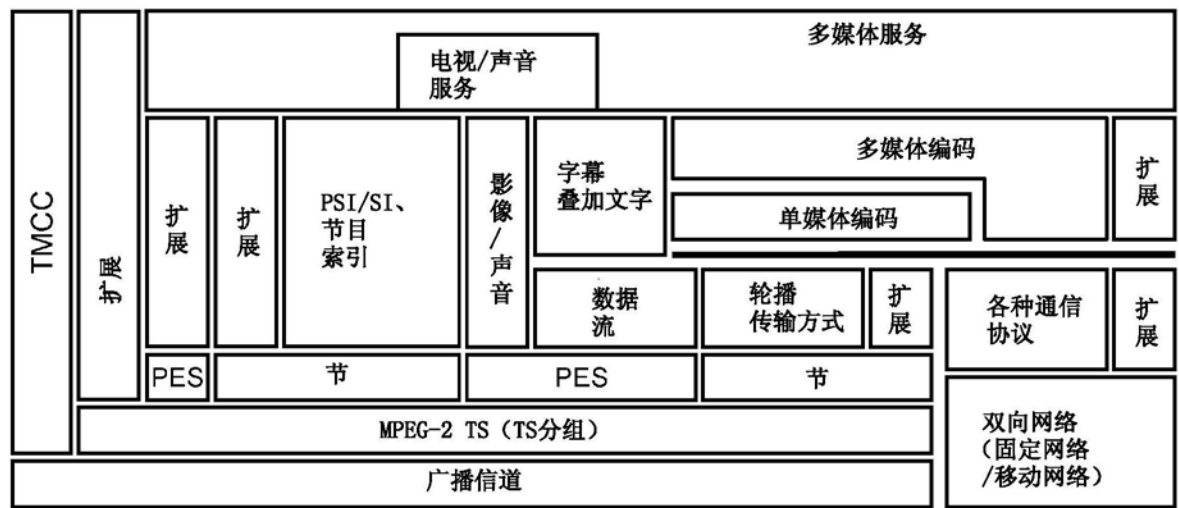 TMCC
扩展
多媒体服务
电视/声音
服务
扩展
扩展
PSI/SI、
节目
索引
影像/声音
字幕
叠加文字
多媒体编码
单媒体编码
扩展
数据
流
轮播
传输方式
扩展
各种通信
协议
扩展
PES
节
PES
节
MPEG-2 TS（TS分组）
双向网络
（固定网络
/移动网络）
广播信道